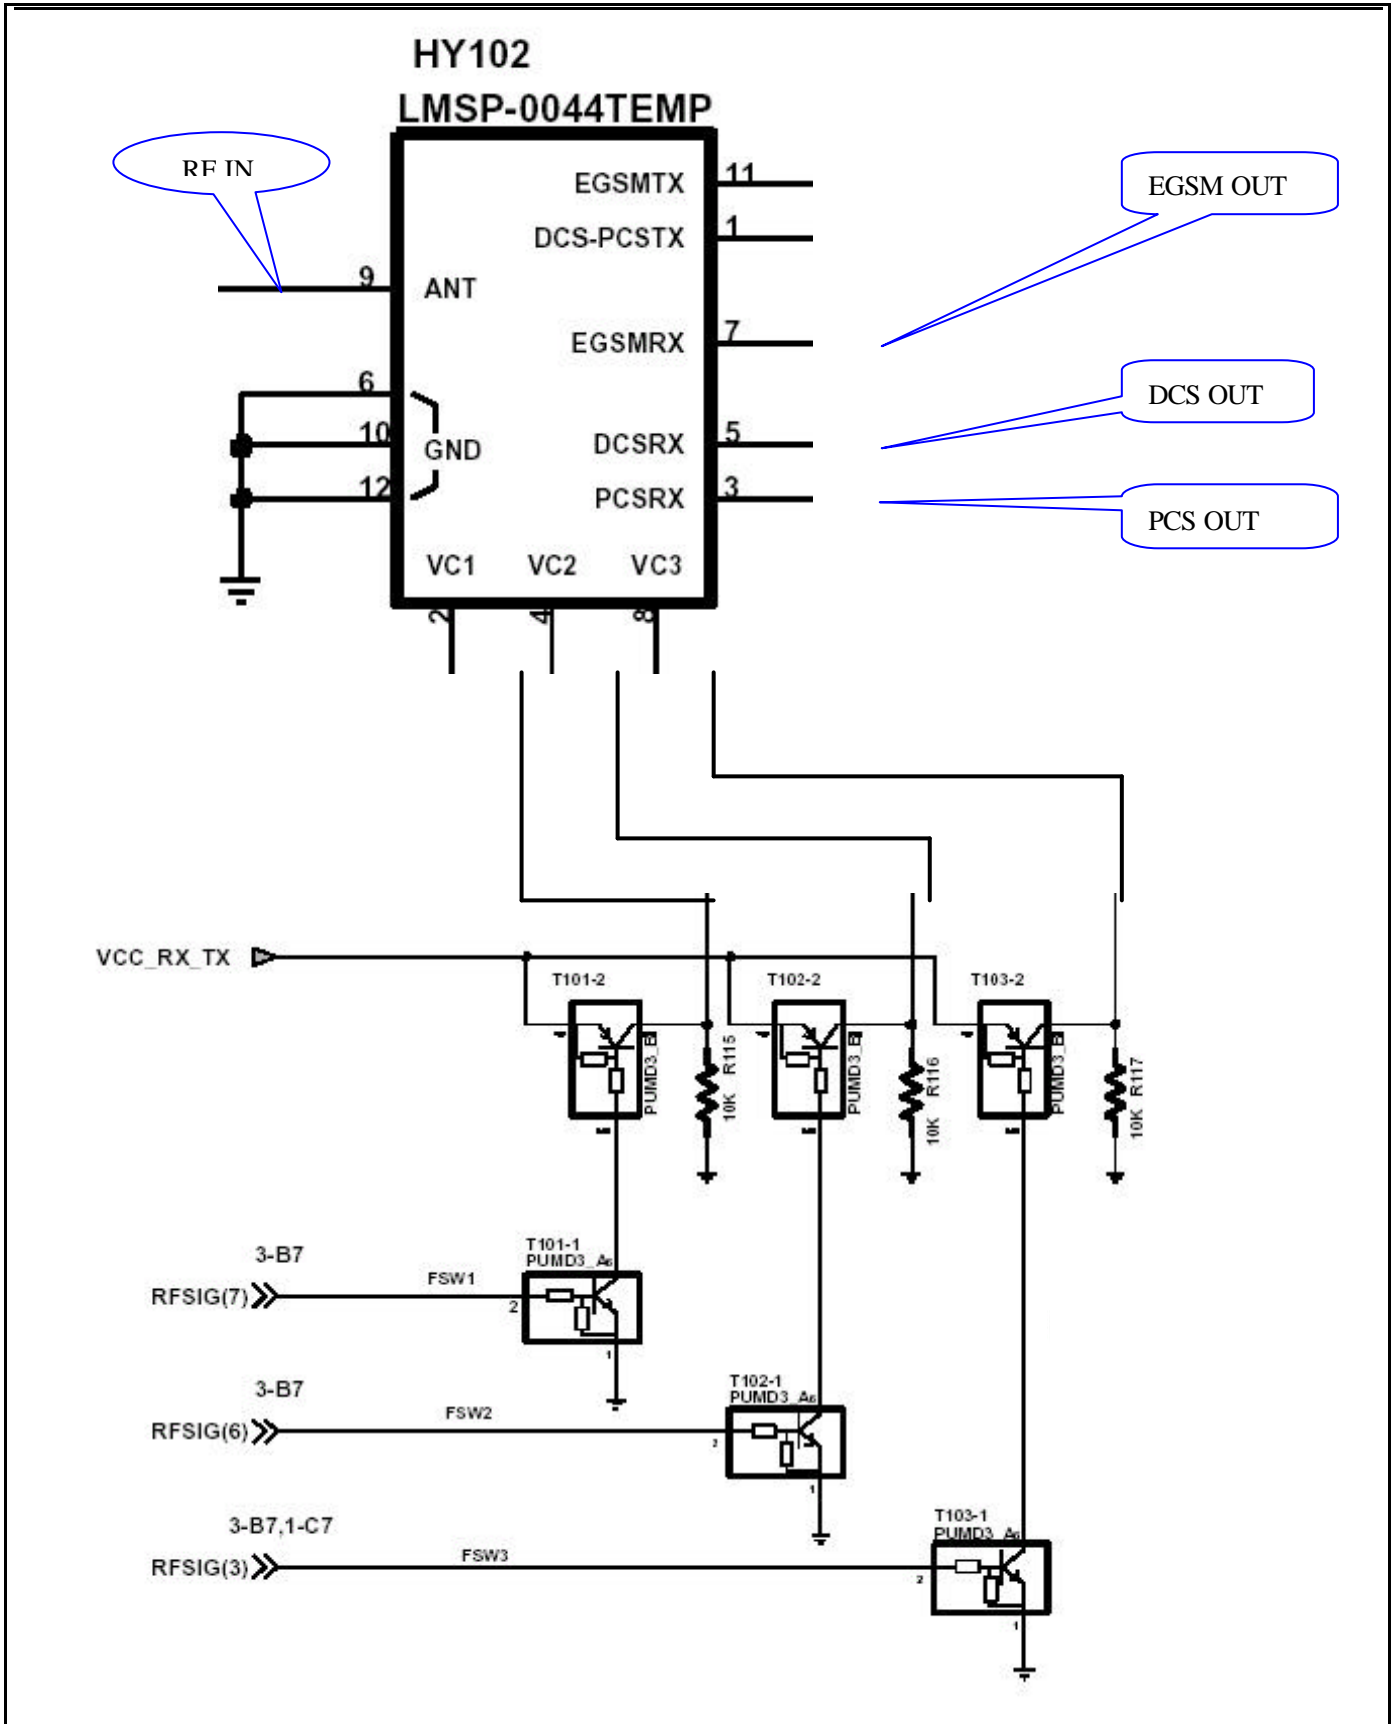 HY102
LMSP-0044TEMP
RF IN
EGSMTX
11
EGSM OUT
DCS-PCSTX
1
9
ANT
EGSMRX
7
6
DCS OUT
10
GND
DCSRX
5
12
PCSRX
3
PCS OUT
VC1
VC2
VC3
2
4
8
VCC_RX_TX
T101-2
T102-2
T103-2
PUMD3_B
10K R115
PUMD3_B
10K R116
PUMD3_B
10K R117
3-B7
T101-1
PUMD3_A6
RFSIG(7)
FSW1
2
1
3-B7
T102-1
PUMD3_A6
RFSIG(6)
FSW2
2
1
3-B7,1-C7
T103-1
PUMD3_A6
RFSIG(3)
FSW3
2
1